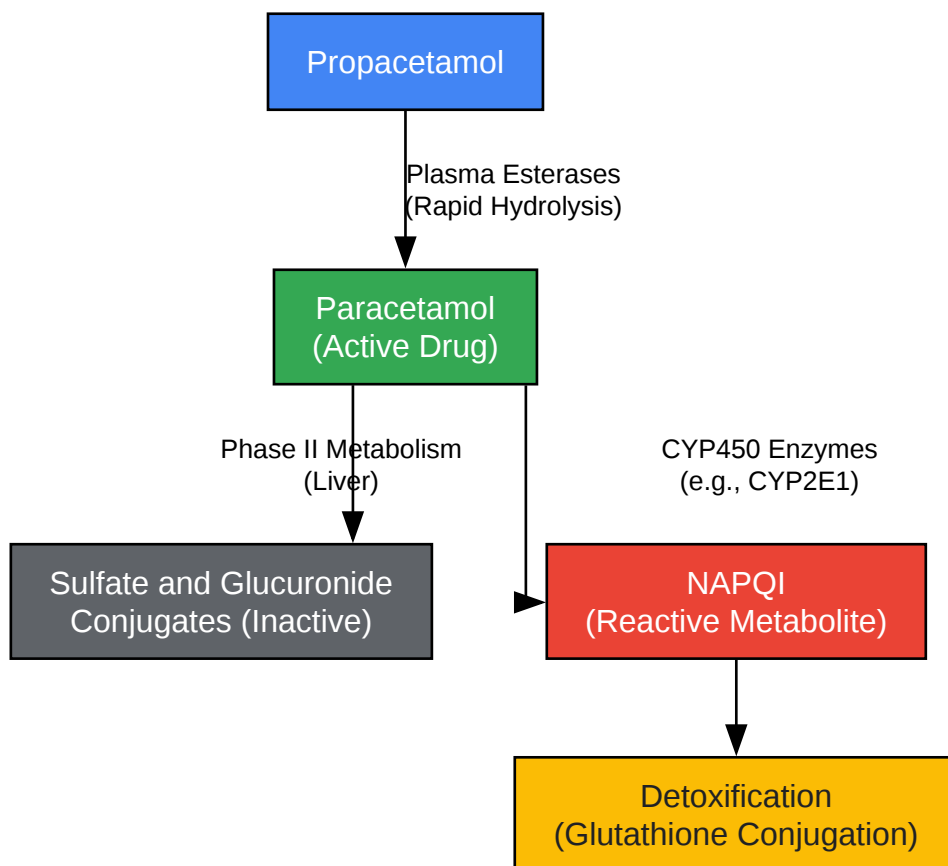 Propacetamol
Plasma Esterases
(Rapid Hydrolysis)
Paracetamol
(Active Drug)
Phase II Metabolism
(Liver)
CYP450 Enzymes
(e.g., CYP2E1)
Sulfate and Glucuronide
Conjugates (Inactive)
NAPQI
(Reactive Metabolite)
Detoxification
(Glutathione Conjugation)